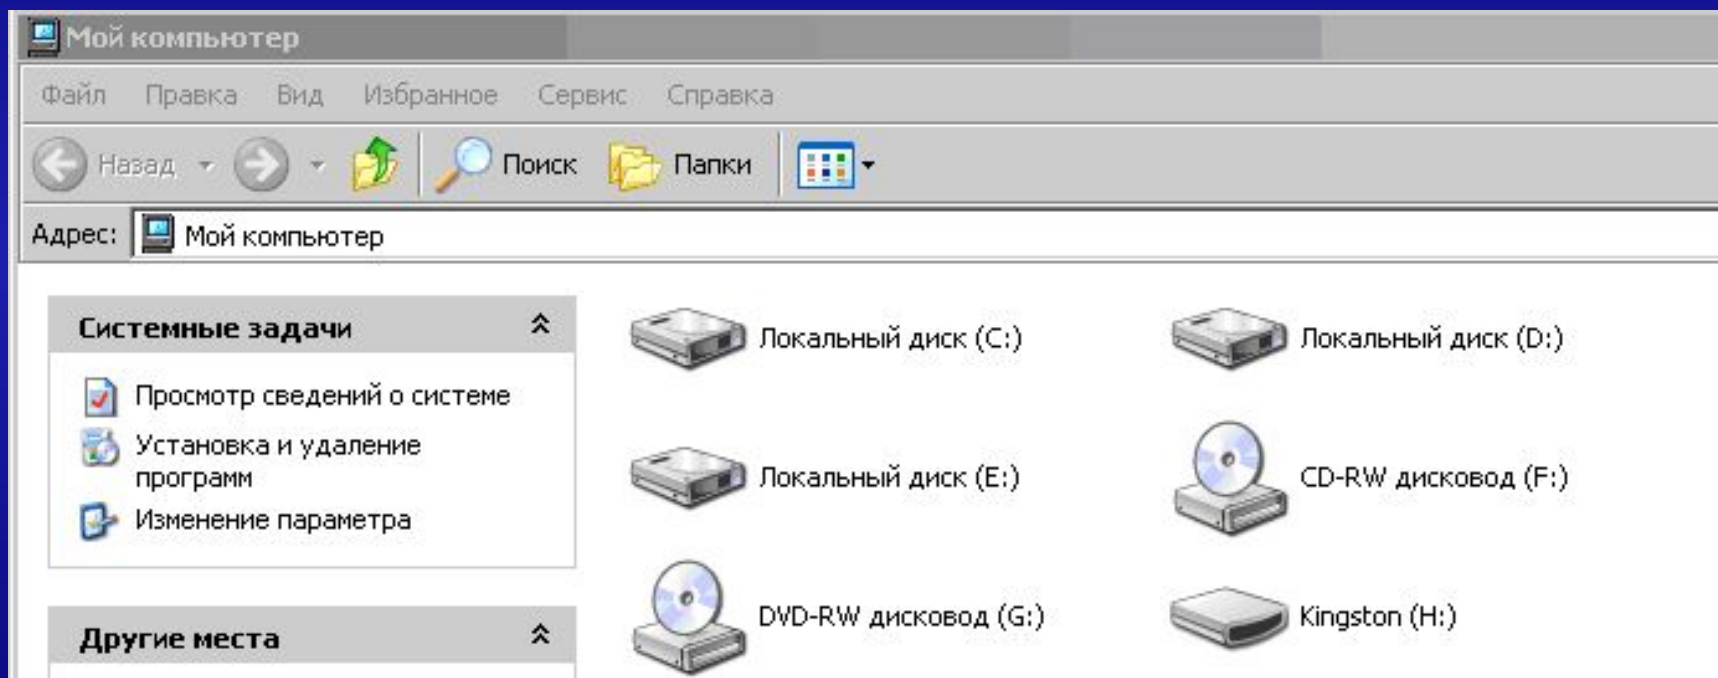 Мой компьютер
Файл Правка Вид Избранное Сервис Справка
Назад Поиск Папки
Адрес: Мой компьютер
Системные задачи
Просмотр сведений о системе
Установка и удаление
программ
Изменение параметра
Другие места
Локальный диск (C:) Локальный диск (D:)
Локальный диск (E:) CD-RW дисковод (F:)
DVD-RW дисковод (G:) Kingston (H:)